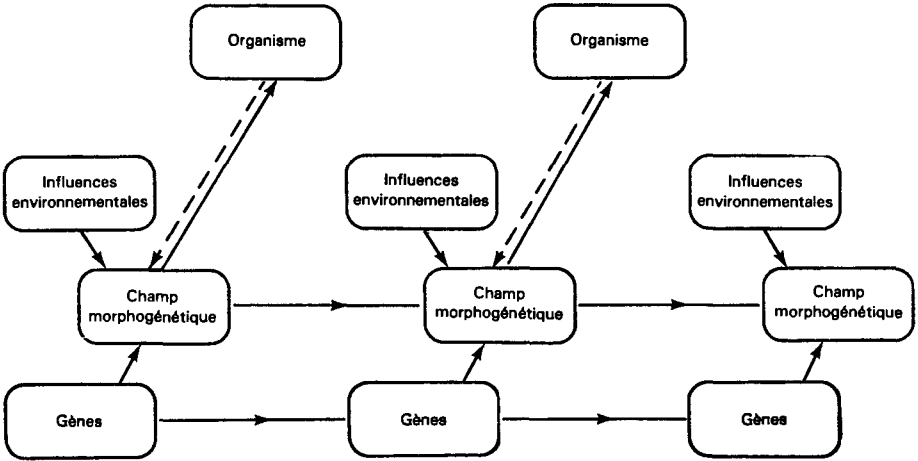 Organisme
Organisme
Influences
environnementales
Influences
environnementales
Influences
environnementales
Champ
morphogénétique
Champ
morphogénétique
Champ
morphogénétique
Gènes
Gènes
Gènes